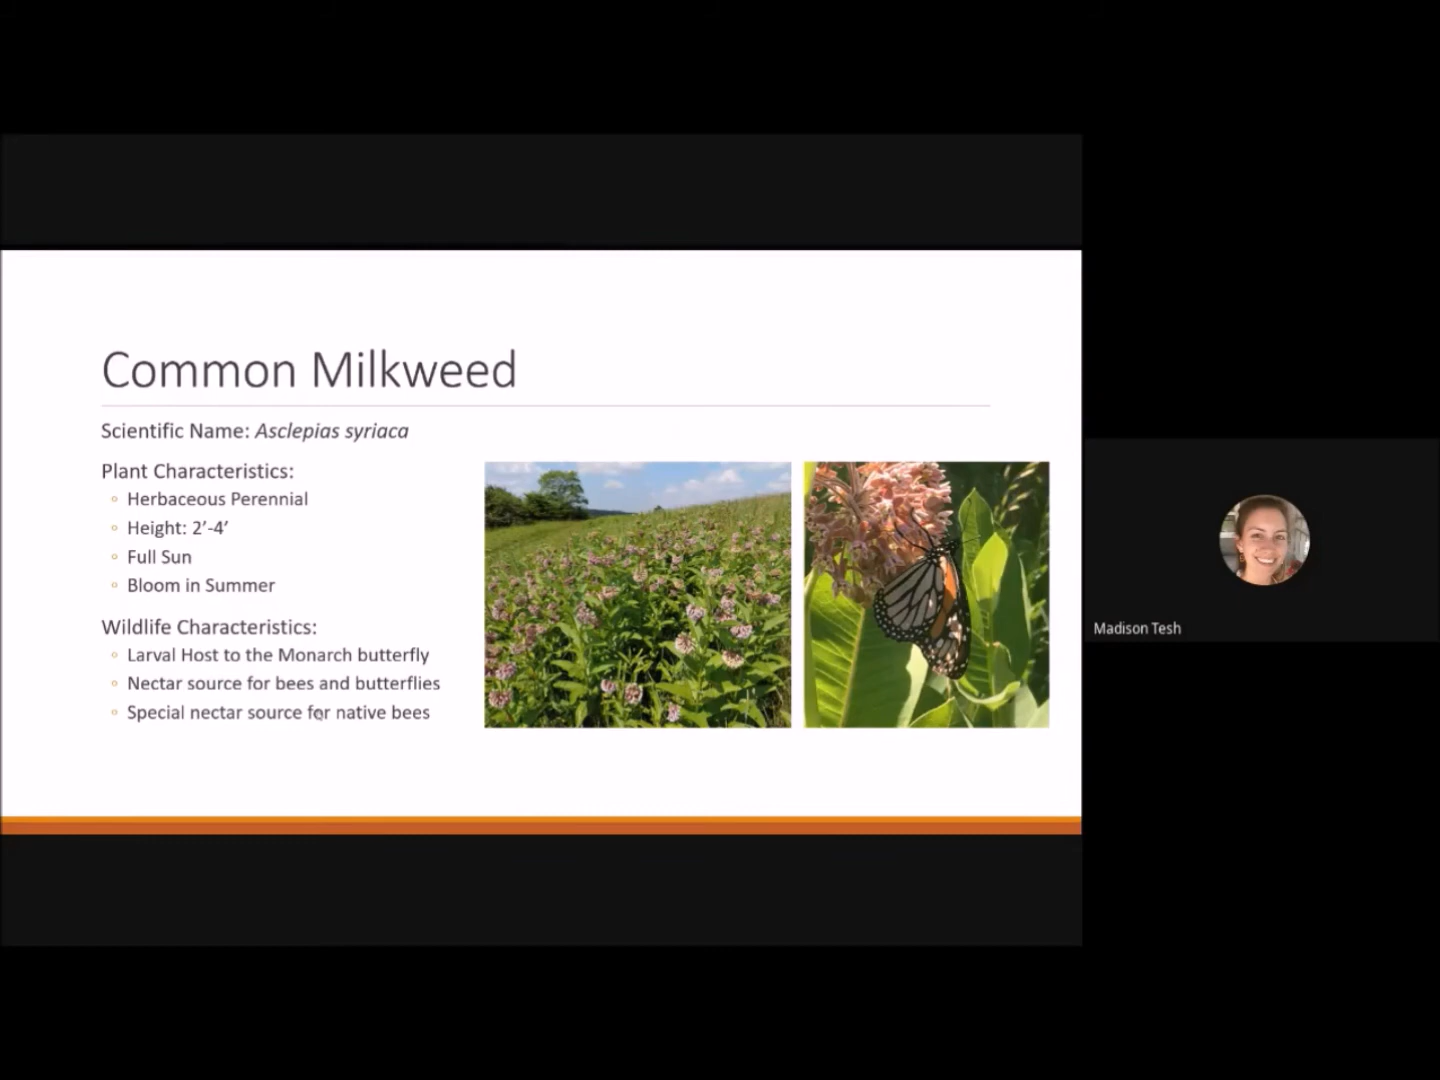 Common Milkweed
Scientific Name: Asclepias syriaca
Plant Characteristics:
◦ Herbaceous Perennial
◦ Height: 2’-4’
◦ Full Sun
◦ Bloom in Summer
Wildlife Characteristics:
◦ Larval Host to the Monarch butterfly
◦ Nectar source for bees and butterflies
◦ Special nectar source for native bees
Madison Tesh